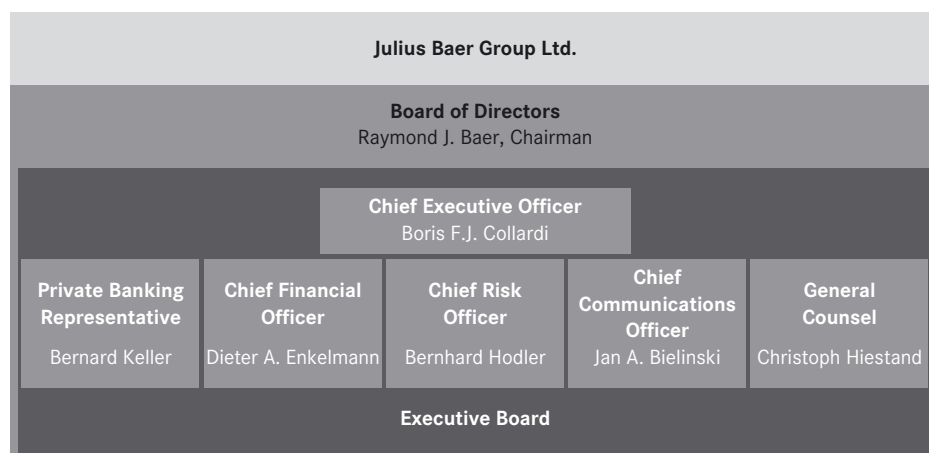 Julius Baer Group Ltd.
Board of Directors
Raymond J. Baer, Chairman
Chief Executive Officer
Boris F.J. Collardi
Private Banking
Representative
Bernard Keller
Chief Financial
Officer
Dieter A. Enkelmann
Chief Risk
Officer
Bernhard Hodler
Chief
Communications
Officer
Jan A. Bielinski
General
Counsel
Christoph Hiestand
Executive Board